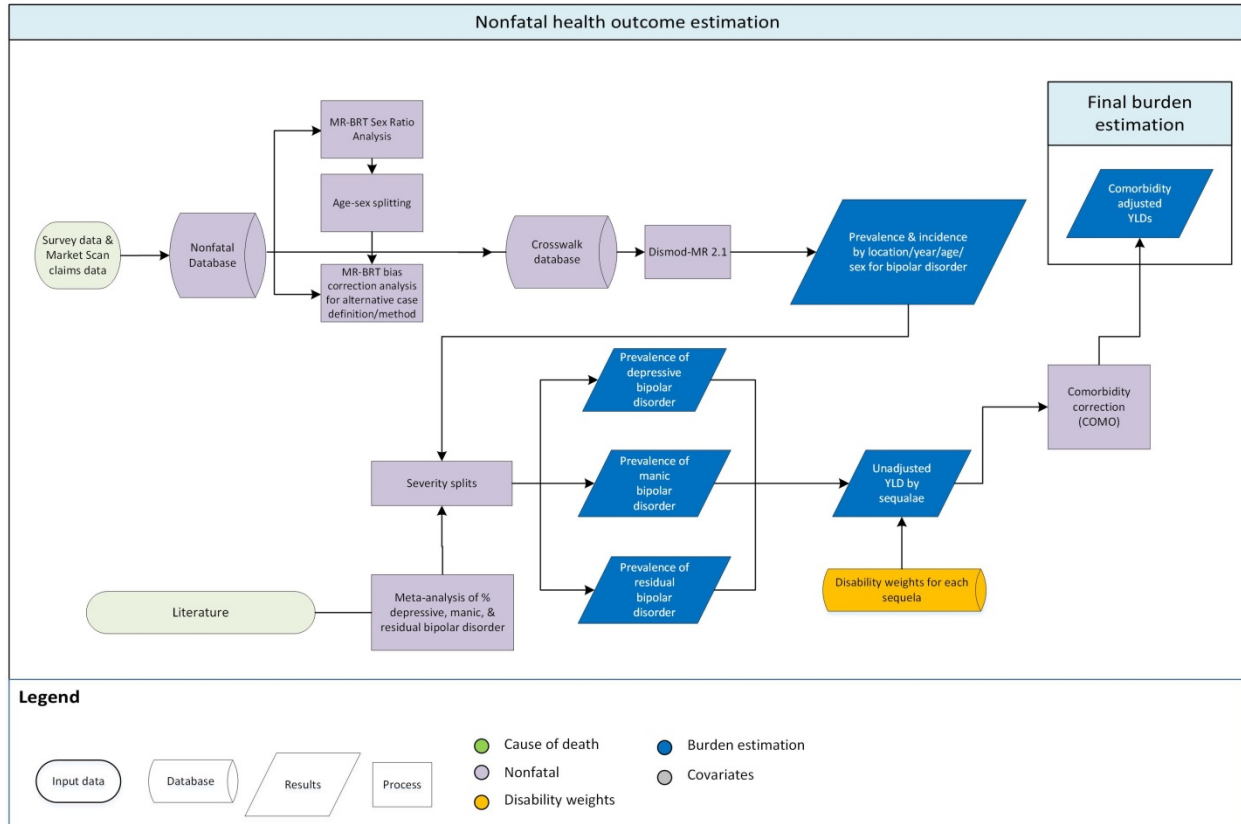 Nonfatal health outcome estimation
MR-BRT Sex Ratio
Analysis
Age-sex splitting
Survey data &
Market Scan
claims data
Nonfatal
Database
MR-BRT bias
correction analysis
for alternative case
definition/method
Crosswalk
database
Dismod-MR 2.1
Prevalence & incidence
by location/year/age/
sex for bipolar disorder
Final burden
estimation
Comorbidity
adjusted
YLDs
Prevalence of
depressive
bipolar
disorder
Severity splits
Prevalence of
manic
bipolar
disorder
Prevalence of
residual
bipolar
disorder
Unadjusted
YLD by
sequalae
Comorbidity
correction
(COMO)
Literature
Meta-analysis of %
depressive, manic, &
residual bipolar disorder
Disability weights for each
sequela
Legend
Input data
Database
Results
Process
Cause of death
Nonfatal
Disability weights
Burden estimation
Covariates